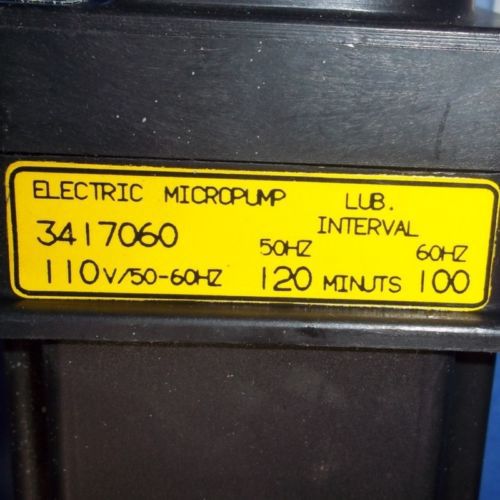 ELECTRIC MICROPUMP LUB.
INTERVAL
3417060 50HZ 60HZ
110V/50-60HZ 120 MINUTS 100